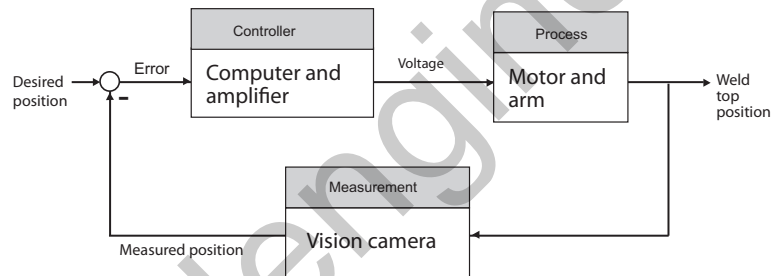 Controller
Process
Desired
position
Error
Computer and
amplifier
Voltage
Motor and
arm
Weld
top
position
-
Measurement
Vision camera
Measured position